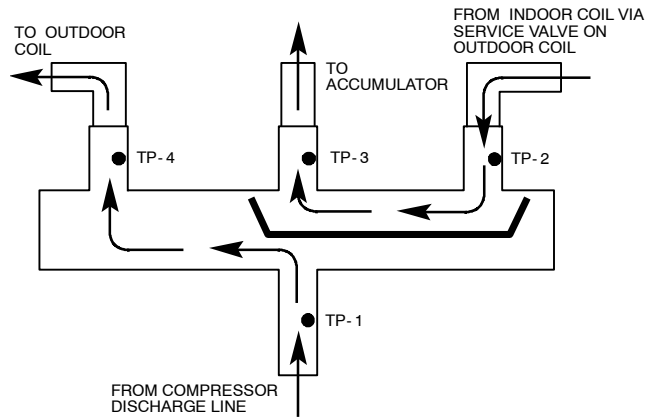 TO OUTDOOR
COIL
TO
ACCUMULATOR
FROM INDOOR COIL VIA
SERVICE VALVE ON
OUTDOOR COIL
TP-4
TP-3
TP-2
TP-1
FROM COMPRESSOR
DISCHARGE LINE